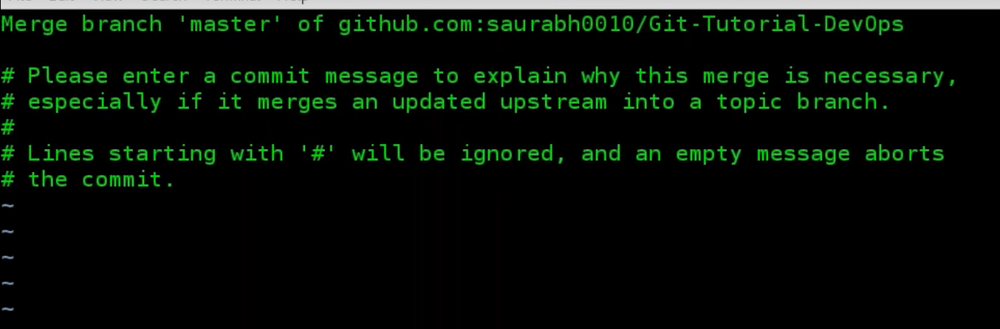 Merge branch 'master' of github.com:saurabh0010/Git-Tutorial-DevOps
# Please enter a commit message to explain why this merge is necessary,
# especially if it merges an updated upstream into a topic branch.
#
# Lines starting with '#' will be ignored, and an empty message aborts
# the commit.
~
~
~
~
~